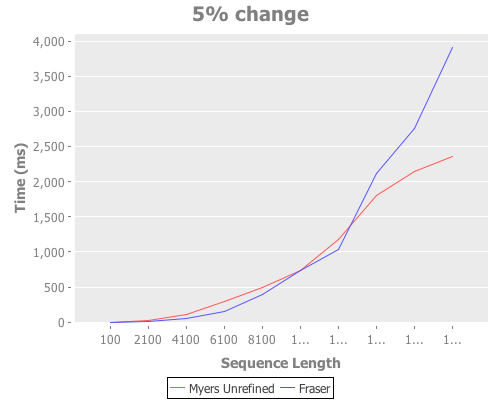 5% change
4,000
3,500
3,000
2,500
2,000
1,500
1,000
500
0
Time (ms)
100 2100 4100 6100 8100 1... 1... 1... 1... 1...
Sequence Length
Myers Unrefined Fraser